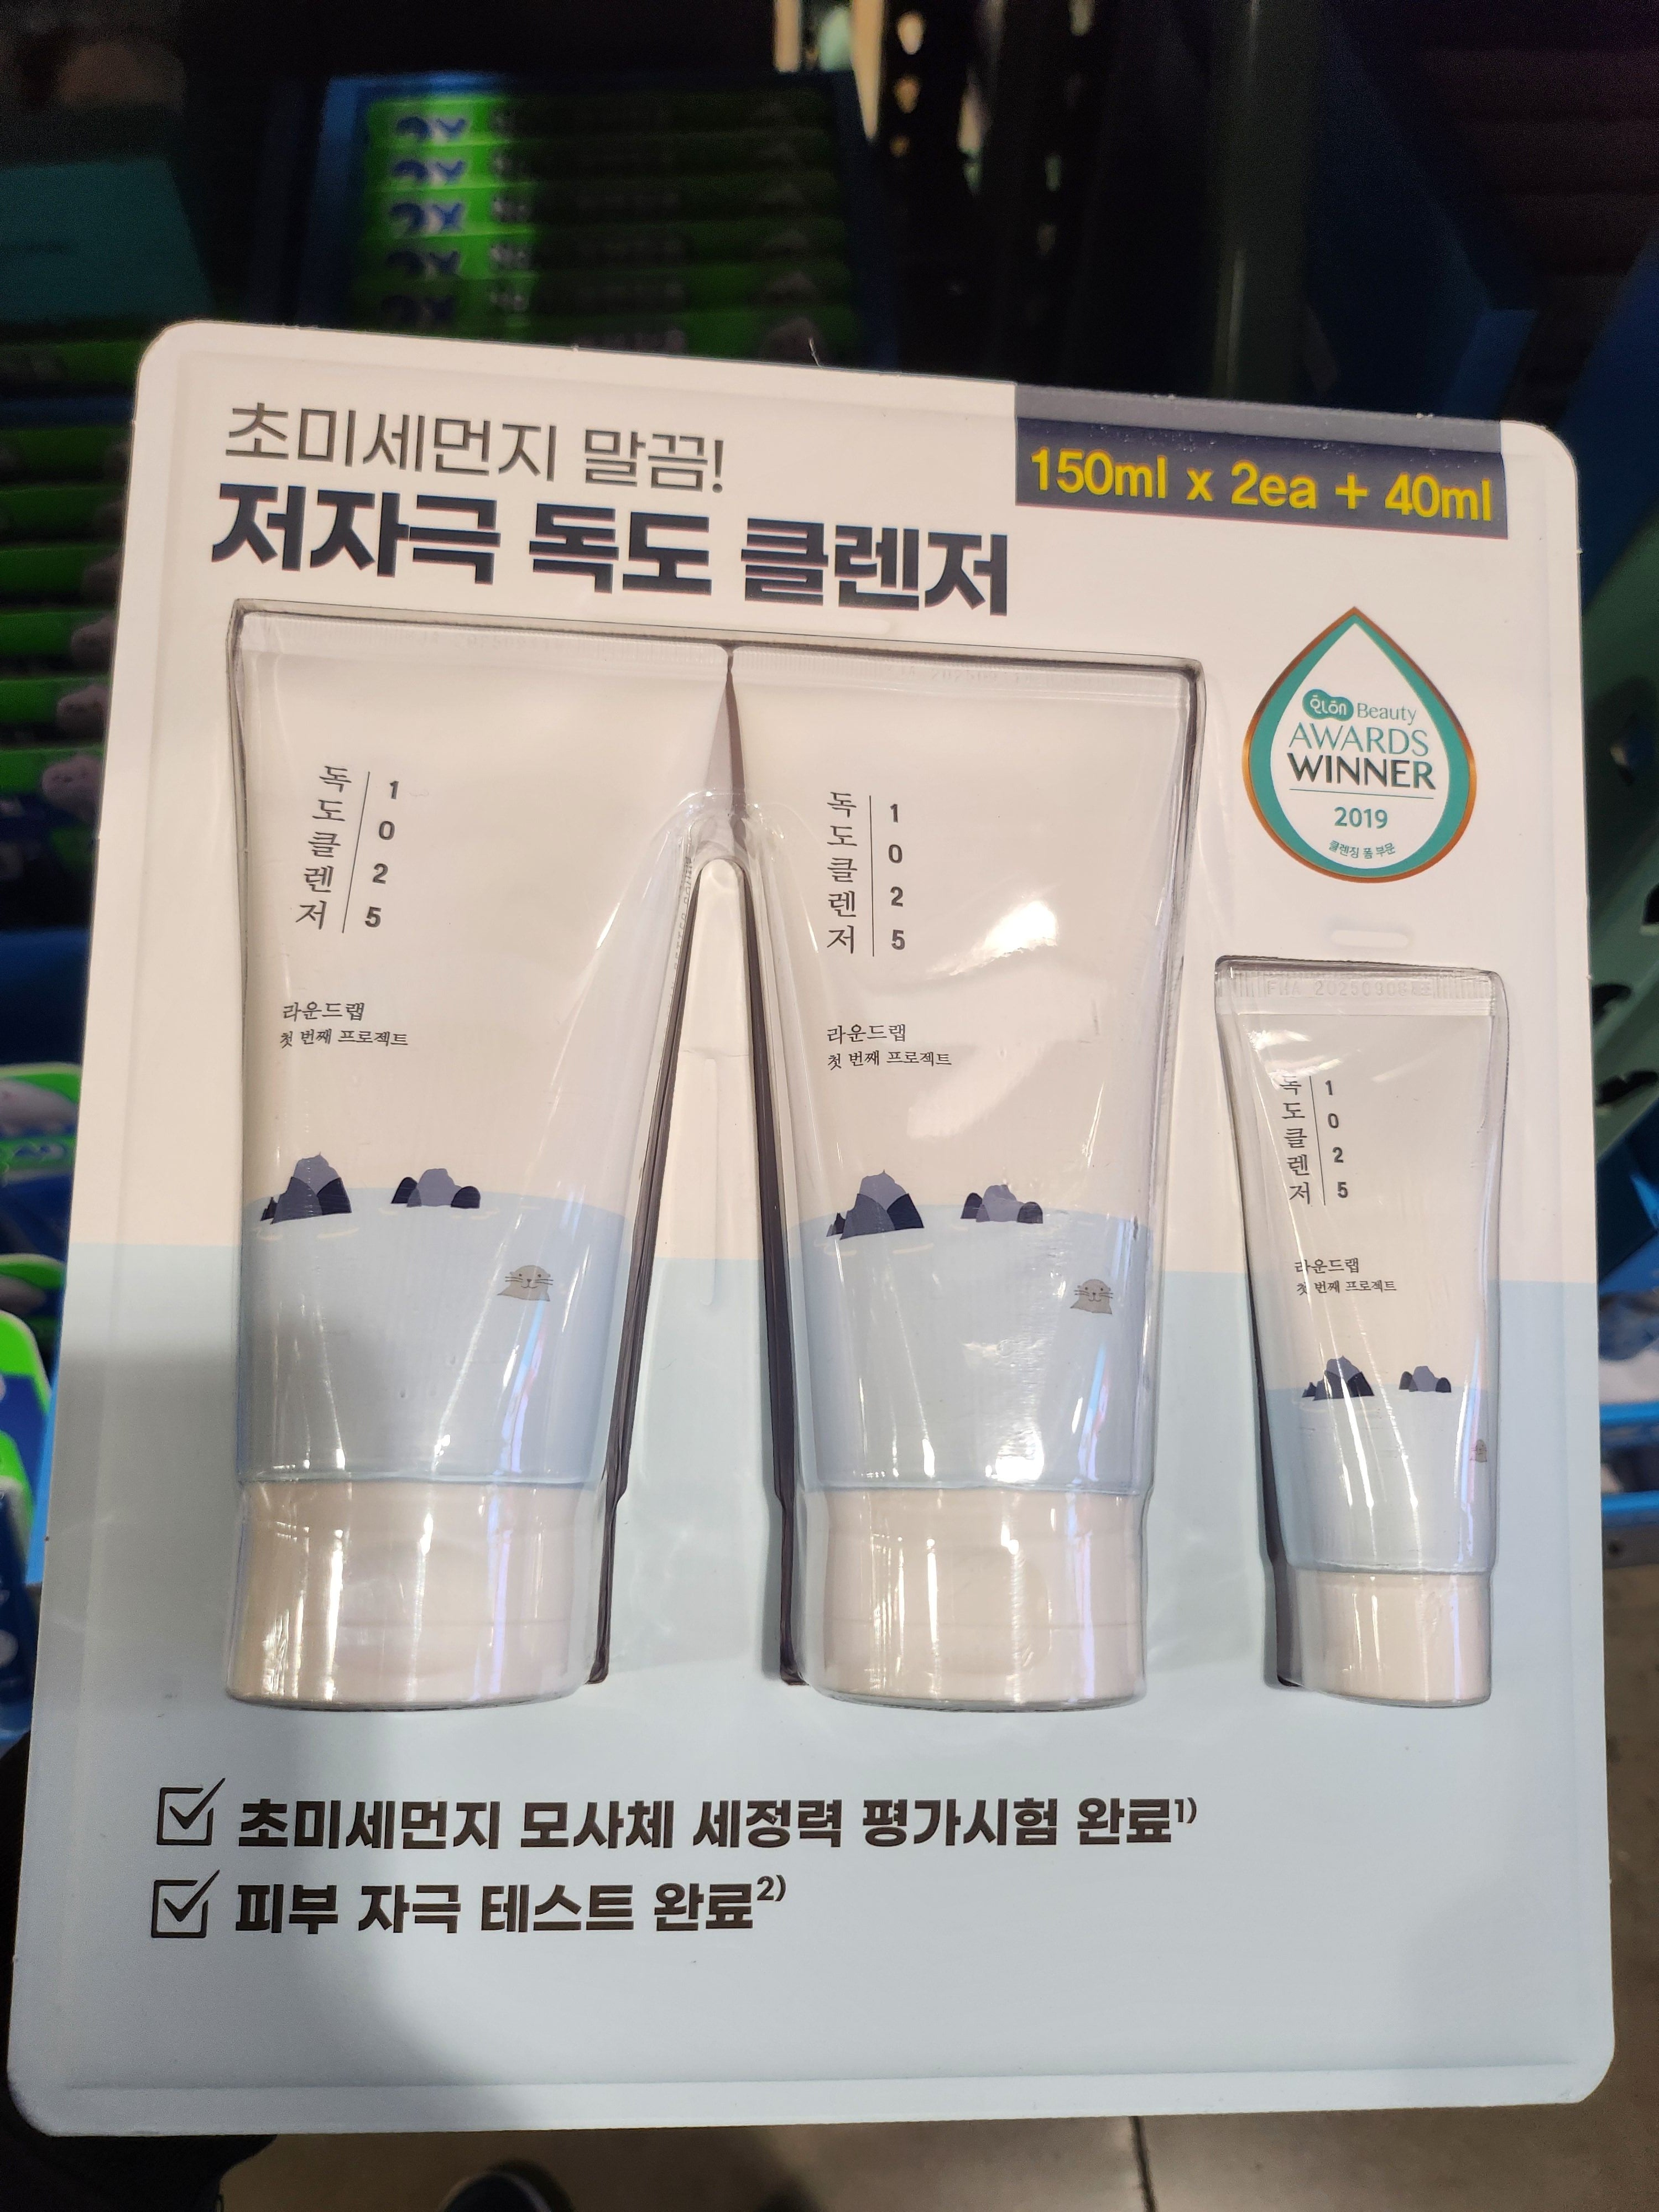 초미세먼지 말끔!
저자극 독도 클렌저
150ml x 2ea + 40ml
Beauty
AWARDS
WINNER
2019
클렌징 폼 부문
독도클렌저
1025
라운드랩
첫 번째 프로젝트
독도클렌저
1025
라운드랩
첫 번째 프로젝트
독도클렌저
1025
라운드랩
첫 번째 프로젝트
초미세먼지 모사체 세정력 평가시험 완료1)
피부 자극 테스트 완료2)